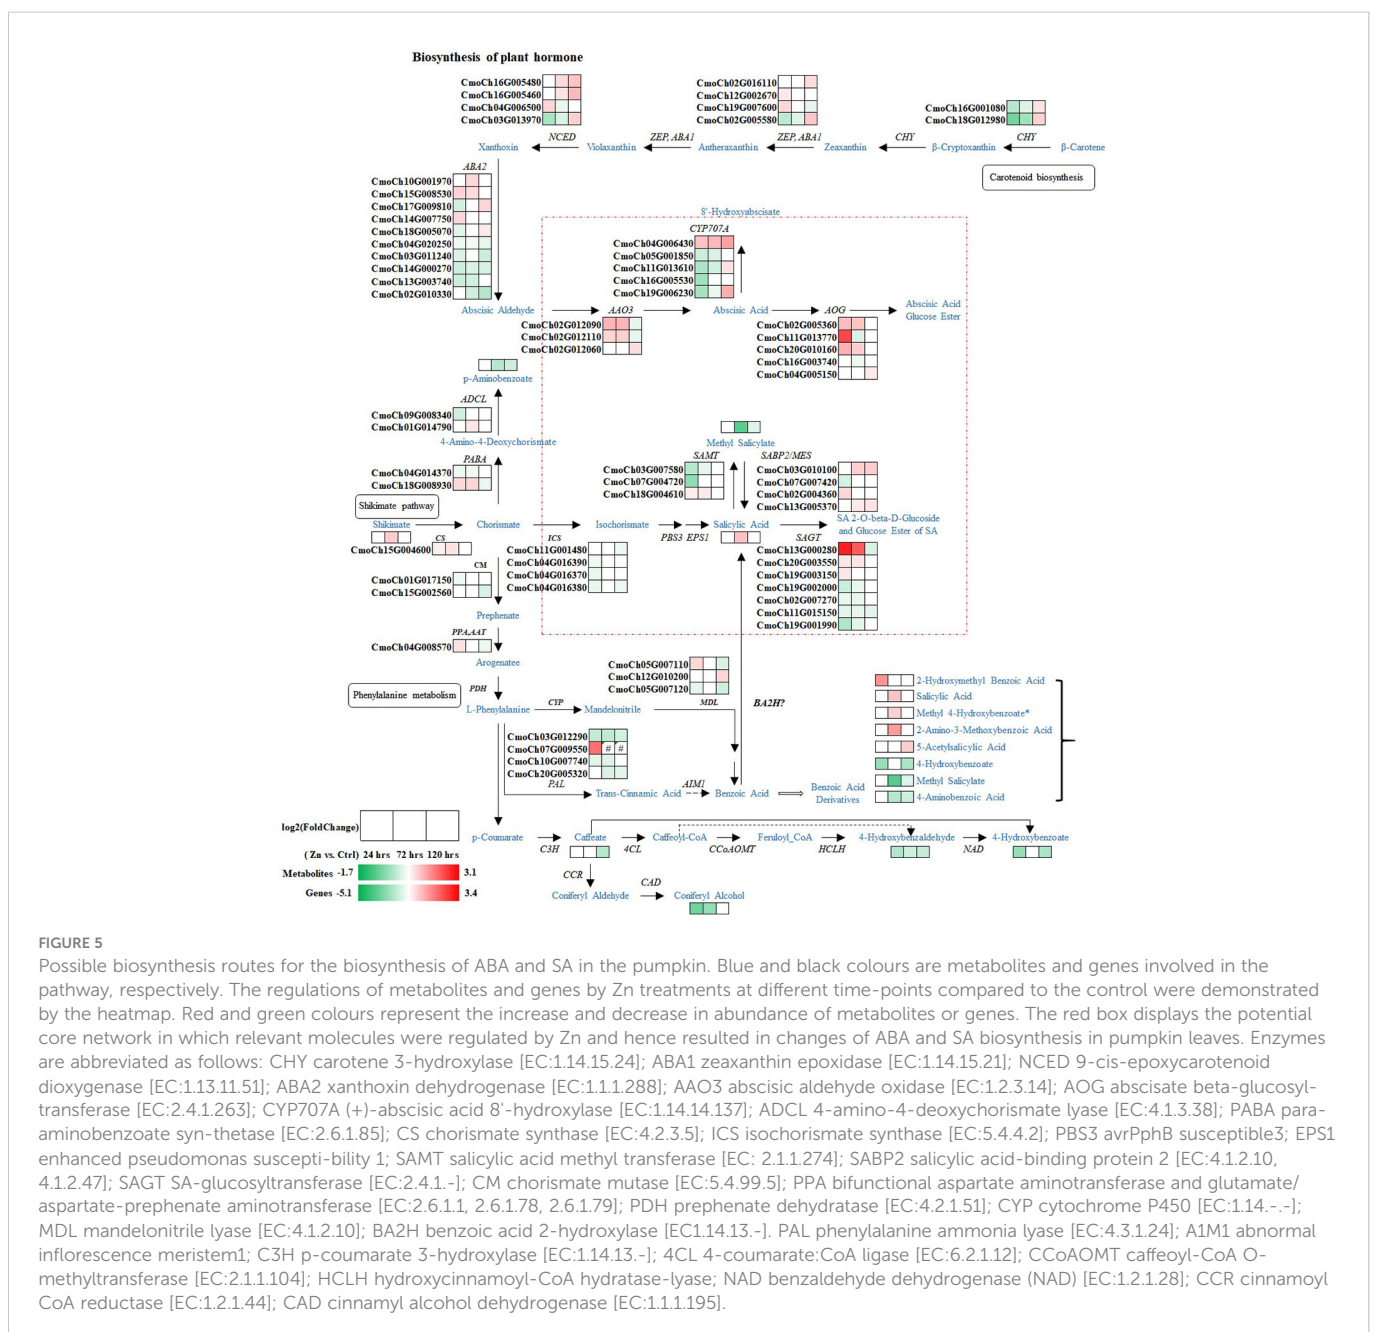 Biosynthesis of plant hormone
CmoCh16G005480
CmoCh16G005460
CmoCh04G006500
CmoCh03G013970
CmoCh02G016110
CmoCh12G002670
CmoCh19G007600
CmoCh02G005580
CmoCh16G001080
CmoCh18G012980
NCED
ZEP, ABA1
ZEP, ABA1
CHY
CHY
Xanthoxin
Violaxanthin
Antheraxanthin
Zeaxanthin
β-Cryptoxanthin
β-Carotene
Carotenoid biosynthesis
ABA2
CmoCh10G001970
CmoCh15G008530
CmoCh17G009810
CmoCh14G007750
CmoCh18G005070
CmoCh04G020250
CmoCh03G011240
CmoCh14G000270
CmoCh13G003740
CmoCh02G010330
8'-Hydroxyabscisate
CYP707A
CmoCh04G006430
CmoCh05G001850
CmoCh11G013610
CmoCh16G005530
CmoCh19G006230
Abscisic Aldehyde
AAO3
Abscisic Acid
AOG
Abscisic Acid
Glucose Ester
CmoCh02G012090
CmoCh02G012110
CmoCh02G012060
CmoCh02G005360
CmoCh11G013770
CmoCh20G010160
CmoCh16G003740
CmoCh04G005150
p-Aminobenzoate
ADCL
CmoCh09G008340
CmoCh01G014790
4-Amino-4-Deoxychorismate
PABA
CmoCh04G014370
CmoCh18G008930
Methyl Salicylate
SAMT
SABP2/MES
CmoCh03G007580
CmoCh07G004720
CmoCh18G004610
CmoCh03G010100
CmoCh07G007420
CmoCh02G004360
CmoCh13G005370
Shikimate pathway
Shikimate
Chorismate
Isochorismate
Salicylic Acid
SA 2-O-beta-D-Glucoside
and Glucose Ester of SA
CS
ICS
PBS3 EPS1
SAGT
CmoCh15G004600
CmoCh11G001480
CmoCh04G016390
CmoCh04G016370
CmoCh04G016380
CmoCh13G000280
CmoCh20G003550
CmoCh19G003150
CmoCh19G002000
CmoCh02G007270
CmoCh11G015150
CmoCh19G001990
CM
CmoCh01G017150
CmoCh15G002560
Prephenate
PPA,AAT
CmoCh04G008570
Arogenatee
Phenylalanine metabolism
PDH
L-Phenylalanine
CYP
Mandelonitrile
MDL
BA2H?
CmoCh05G007110
CmoCh12G010200
CmoCh05G007120
CmoCh03G012290
CmoCh07G009550 # #
CmoCh10G007740
CmoCh20G005320
PAL
Trans-Cinnamic Acid
AIM1
Benzoic Acid
Benzoic Acid
Derivatives
2-Hydroxymethyl Benzoic Acid
Salicylic Acid
Methyl 4-Hydroxybenzoate*
2-Amino-3-Methoxybenzoic Acid
5-Acetylsalicylic Acid
4-Hydroxybenzoate
Methyl Salicylate
4-Aminobenzoic Acid
log2(FoldChange)
( Zn vs. Ctrl) 24 hrs 72 hrs 120 hrs
Metabolites -1.7 3.1
Genes -5.1 3.4
p-Coumarate
C3H
Caffeate
4CL
Caffeoyl-CoA
CCoAOMT
Feruloyl_CoA
HCLH
4-Hydroxybenzaldehyde
NAD
4-Hydroxybenzoate
CCR
Coniferyl Aldehyde
CAD
Coniferyl Alcohol
FIGURE 5
Possible biosynthesis routes for the biosynthesis of ABA and SA in the pumpkin. Blue and black colours are metabolites and genes involved in the
pathway, respectively. The regulations of metabolites and genes by Zn treatments at different time-points compared to the control were demonstrated
by the heatmap. Red and green colours represent the increase and decrease in abundance of metabolites or genes. The red box displays the potential
core network in which relevant molecules were regulated by Zn and hence resulted in changes of ABA and SA biosynthesis in pumpkin leaves. Enzymes
are abbreviated as follows: CHY carotene 3-hydroxylase [EC:1.14.15.24]; ABA1 zeaxanthin epoxidase [EC:1.14.15.21]; NCED 9-cis-epoxycarotenoid
dioxygenase [EC:1.13.11.51]; ABA2 xanthoxin dehydrogenase [EC:1.1.1.288]; AAO3 abscisic aldehyde oxidase [EC:1.2.3.14]; AOG abscisate beta-glucosyl-
transferase [EC:2.4.1.263]; CYP707A (+)-abscisic acid 8'-hydroxylase [EC:1.14.14.137]; ADCL 4-amino-4-deoxychorismate lyase [EC:4.1.3.38]; PABA para-
aminobenzoate syn-thetase [EC:2.6.1.85]; CS chorismate synthase [EC:4.2.3.5]; ICS isochorismate synthase [EC:5.4.4.2]; PBS3 avrPphB susceptible3; EPS1
enhanced pseudomonas suscepti-bility 1; SAMT salicylic acid methyl transferase [EC: 2.1.1.274]; SABP2 salicylic acid-binding protein 2 [EC:4.1.2.10,
4.1.2.47]; SAGT SA-glucosyltransferase [EC:2.4.1.-]; CM chorismate mutase [EC:5.4.99.5]; PPA bifunctional aspartate aminotransferase and glutamate/
aspartate-prephenate aminotransferase [EC:2.6.1.1, 2.6.1.78, 2.6.1.79]; PDH prephenate dehydratase [EC:4.2.1.51]; CYP cytochrome P450 [EC:1.14.-.-];
MDL mandelonitrile lyase [EC:4.1.2.10]; BA2H benzoic acid 2-hydroxylase [EC1.14.13.-]. PAL phenylalanine ammonia lyase [EC:4.3.1.24]; A1M1 abnormal
inflorescence meristem1; C3H p-coumarate 3-hydroxylase [EC:1.14.13.-]; 4CL 4-coumarate:CoA ligase [EC:6.2.1.12]; CCoAOMT caffeoyl-CoA O-
methyltransferase [EC:2.1.1.104]; HCLH hydroxycinnamoyl-CoA hydratase-lyase; NAD benzaldehyde dehydrogenase (NAD) [EC:1.2.1.28]; CCR cinnamoyl
CoA reductase [EC:1.2.1.44]; CAD cinnamyl alcohol dehydrogenase [EC:1.1.1.195].